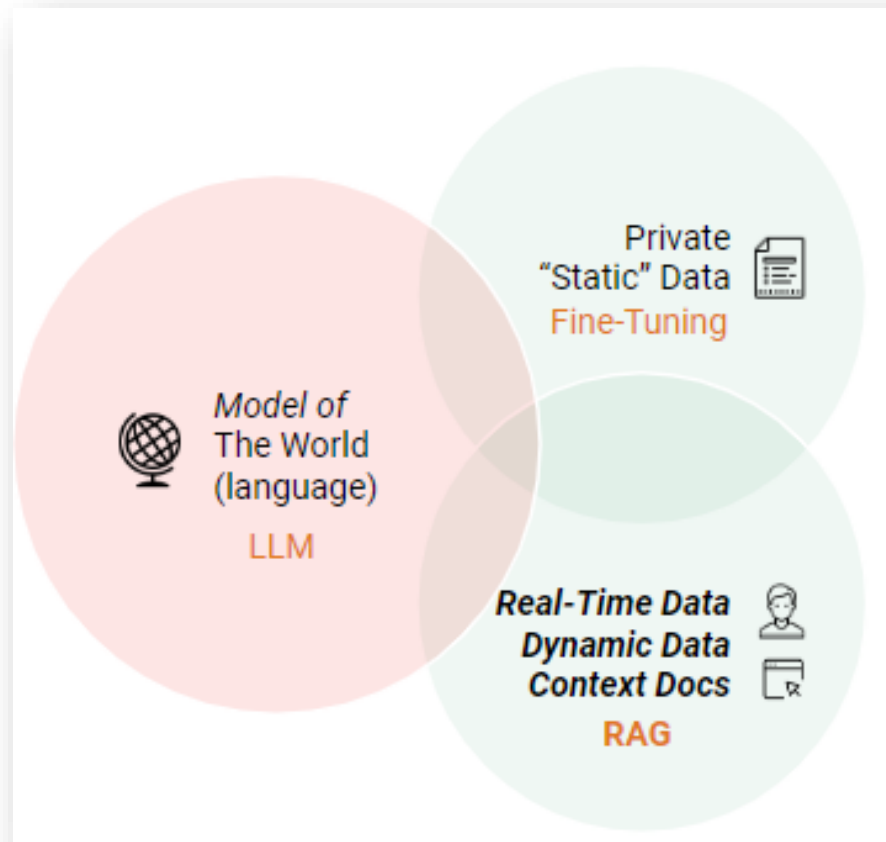 Private
“Static” Data
Fine-Tuning
Model of
The World
(language)
LLM
Real-Time Data
Dynamic Data
Context Docs
RAG